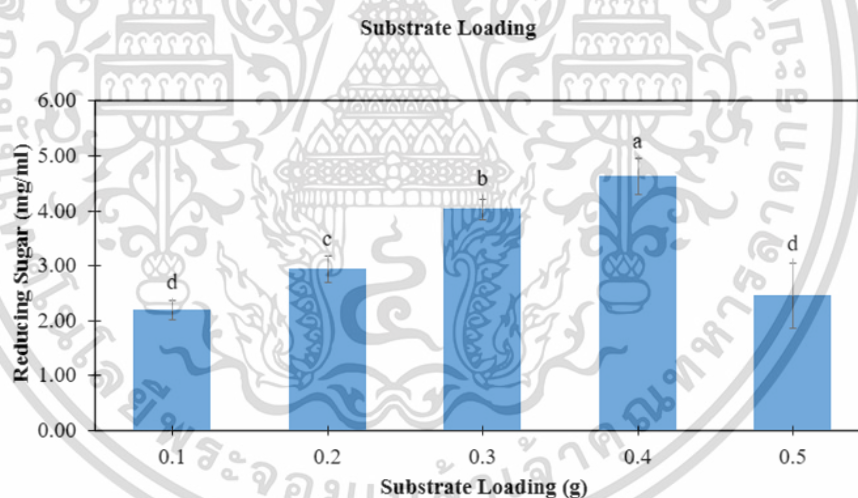 Substrate Loading
6.00
5.00
4.00
3.00
2.00
1.00
0.00
Reducing Sugar (mg/ml)
d
c
b
a
d
0.1 0.2 0.3 0.4 0.5
Substrate Loading (g)